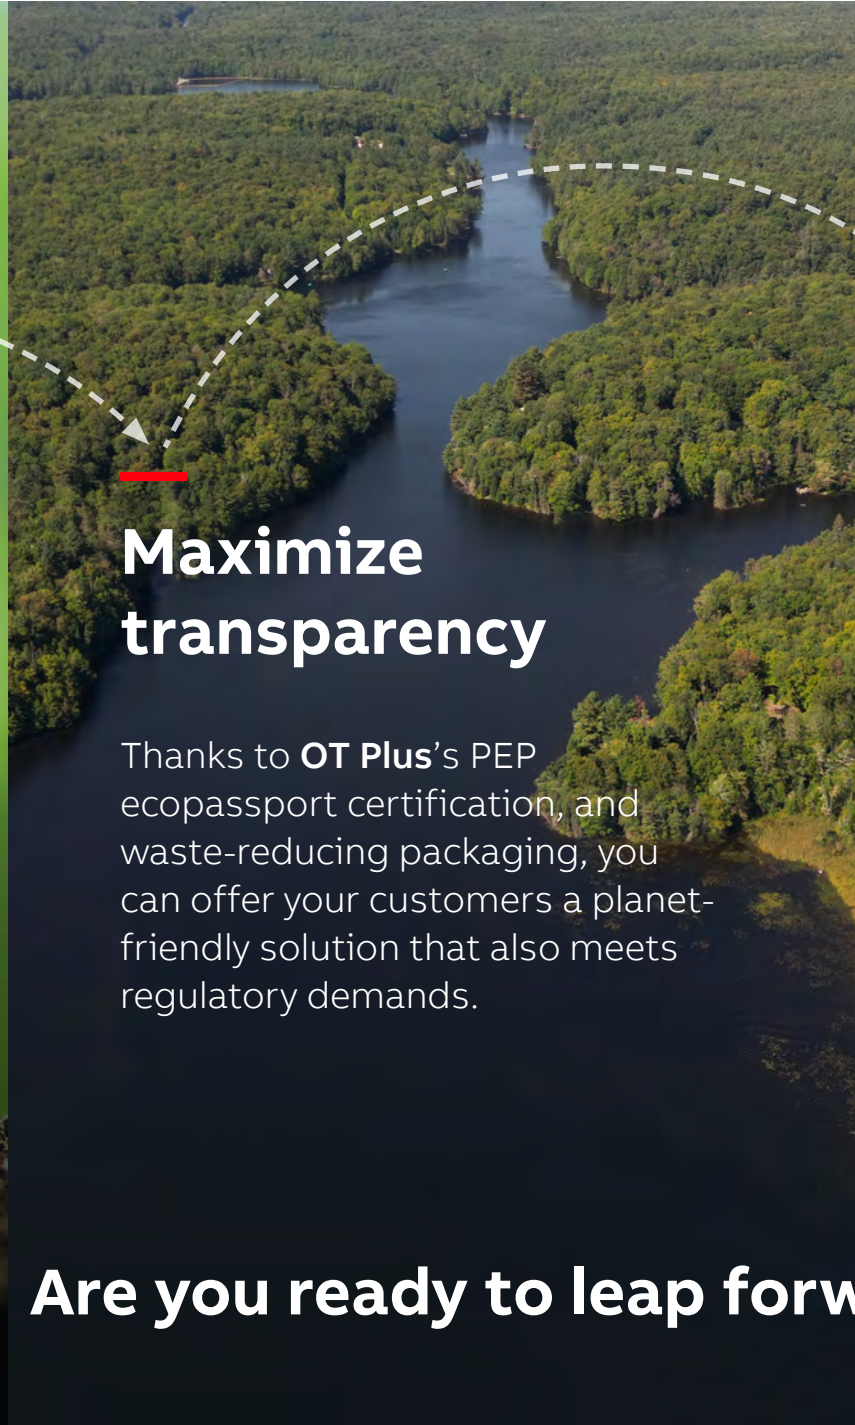 Maximize
transparency
Thanks to OT Plus’s PEP
ecopassport certification, and
waste-reducing packaging, you
can offer your customers a planet-
friendly solution that also meets
regulatory demands.
Are you ready to leap forw